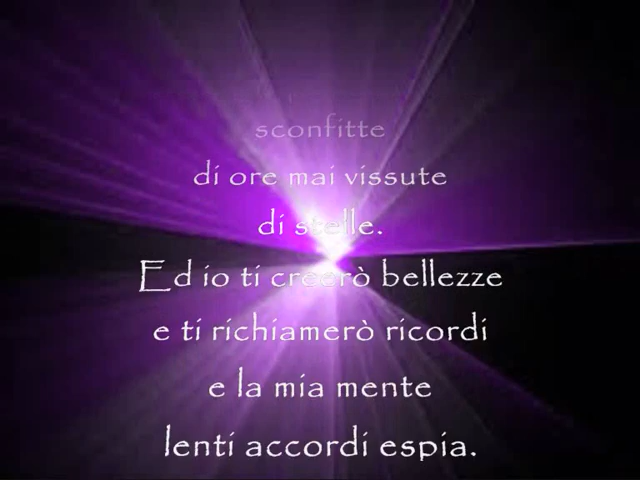 sconfitte
di ore mai vissute
di stelle.
Ed io ti creerò bellezze
e ti richiamerò ricordi
e la mia mente
lenti accordi espia.